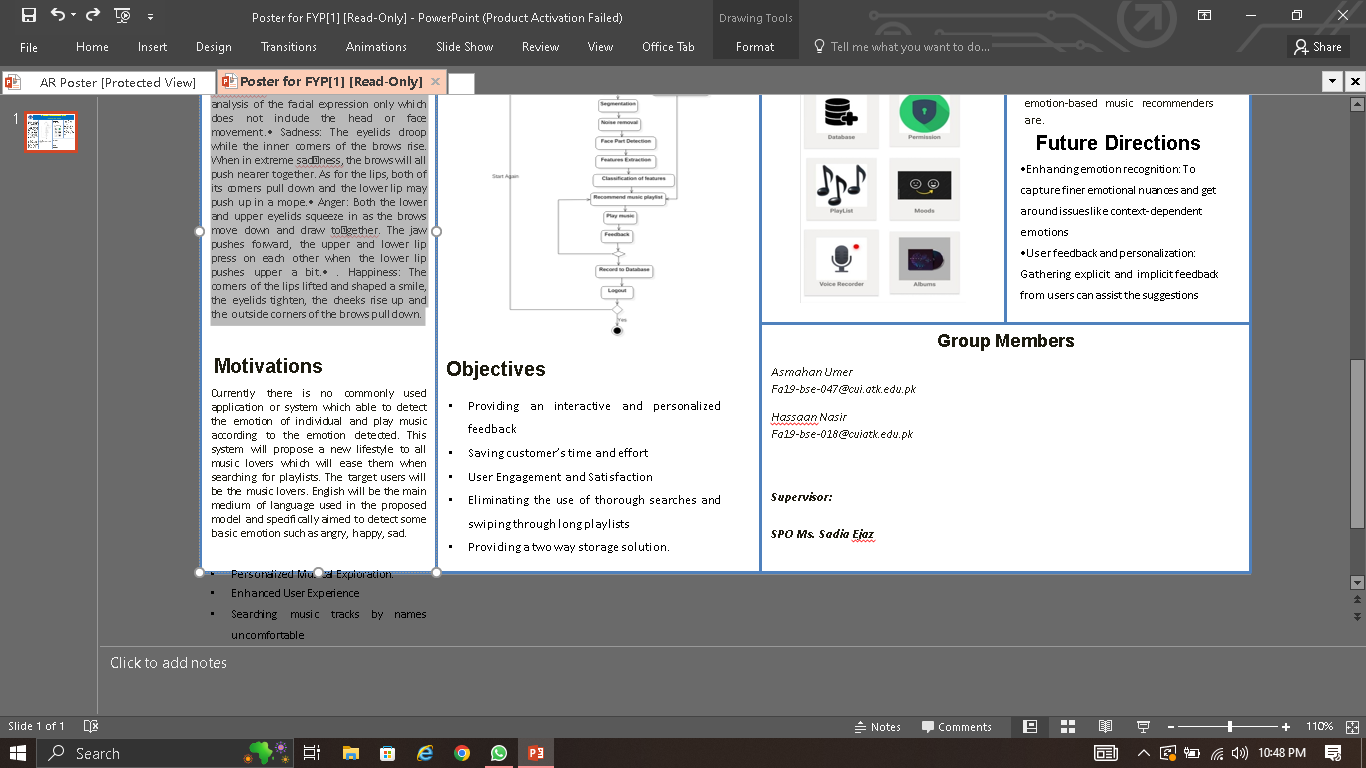 Poster for FYP[1] [Read-Only] - PowerPoint (Product Activation Failed)
Drawing Tools
File
Home
Insert
Design
Transitions
Animations
Slide Show
Review
View
Office Tab
Format
Tell me what you want to do...
Share
AR Poster [Protected View]
Poster for FYP[1] [Read-Only]
1
analysis of the facial expression only which
does not include the head or face
movement.• Sadness: The eyelids droop
while the inner corners of the brows rise.
When in extreme sad□ness, the brows will all
push nearer together. As for the lips, both of
its corners pull down and the lower lip may
push up in a mope.• Anger: Both the lower
and upper eyelids squeeze in as the brows
move down and draw to□gether. The jaw
pushes forward, the upper and lower lip
press on each other when the lower lip
pushes upper a bit.• . Happiness: The
corners of the lips lifted and shaped a smile,
the eyelids tighten, the cheeks rise up and
the outside corners of the brows pull down.
Motivations
Currently there is no commonly used
application or system which able to detect
the emotion of individual and play music
according to the emotion detected. This
system will propose a new lifestyle to all
music lovers which will ease them when
searching for playlists. The target users will
be the music lovers. English will be the main
medium of language used in the proposed
model and specifically aimed to detect some
basic emotion such as angry, happy, sad.
• Personalized Musical Exploration.
• Enhanced User Experience
• Searching music tracks by names
uncomfortable
Segmentation
Noise removal
Face Part Detection
Features Extraction
Start Again
Classification of features
Recommend music playlist
Play music
Feedback
Record to Database
Logout
Yes
Objectives
• Providing an interactive and personalized
feedback
• Saving customer's time and effort
• User Engagement and Satisfaction
• Eliminating the use of thorough searches and
swiping through long playlists
• Providing a two way storage solution.
Database
Permission
PlayList
Moods
Voice Recorder
Albums
emotion-based music recommenders
are.
Future Directions
•Enhancing emotion recognition: To
capture finer emotional nuances and get
around issues like context-dependent
emotions
•User feedback and personalization:
Gathering explicit and implicit feedback
from users can assist the suggestions
Group Members
Asmahan Umer
Fa19-bse-047@cui.atk.edu.pk
Hassaan Nasir
Fa19-bse-018@cuiatk.edu.pk
Supervisor:
SPO Ms. Sadia Ejaz
Click to add notes
Slide 1 of 1
Notes
Comments
110%
Search
10:48 PM